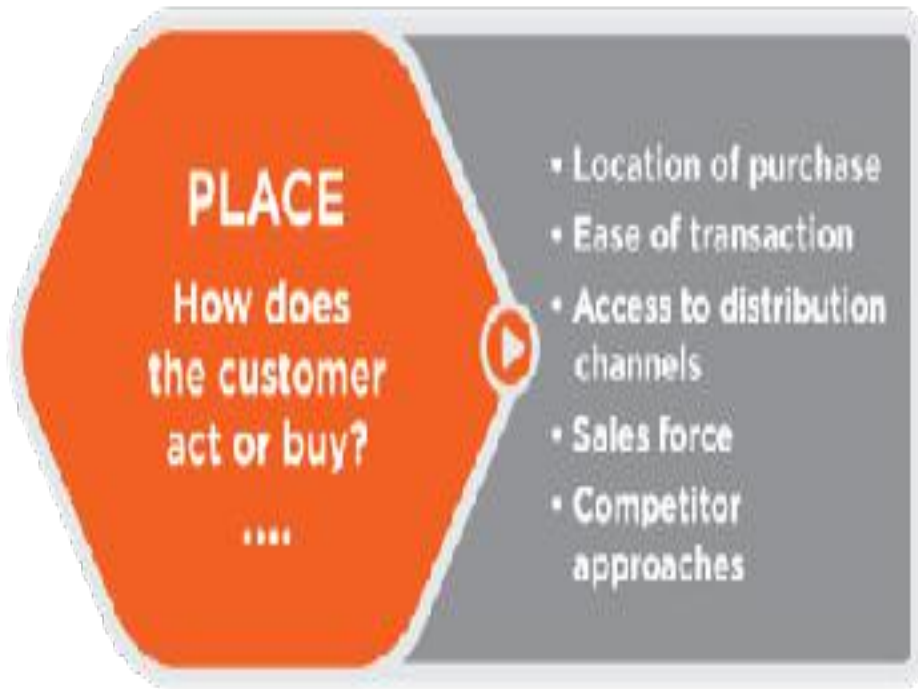 PLACE
How does
the customer
act or buy?
....
• Location of purchase
• Ease of transaction
• Access to distribution
channels
• Sales force
• Competitor
approaches